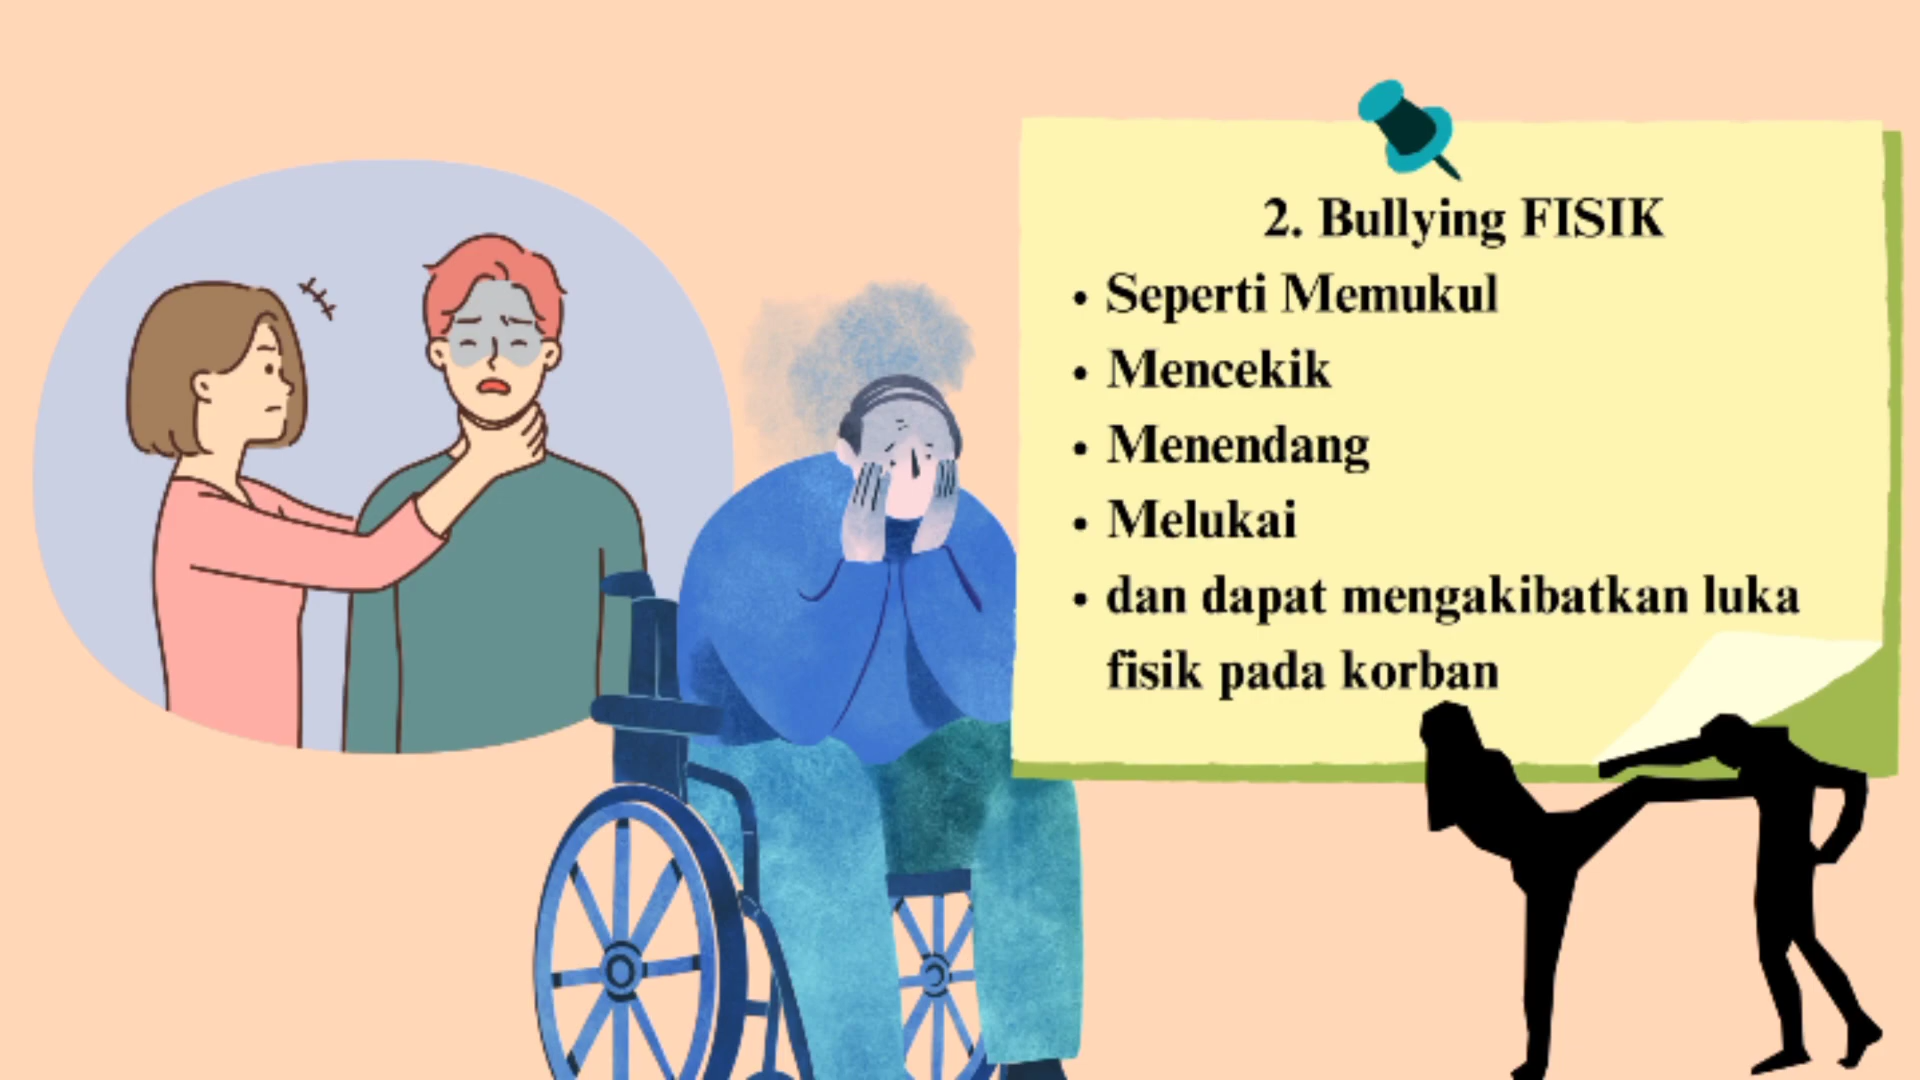 2. Bullying FISIK
• Seperti Memukul
• Mencekik
• Menendang
• Melukai
• dan dapat mengakibatkan luka
fisik pada korban